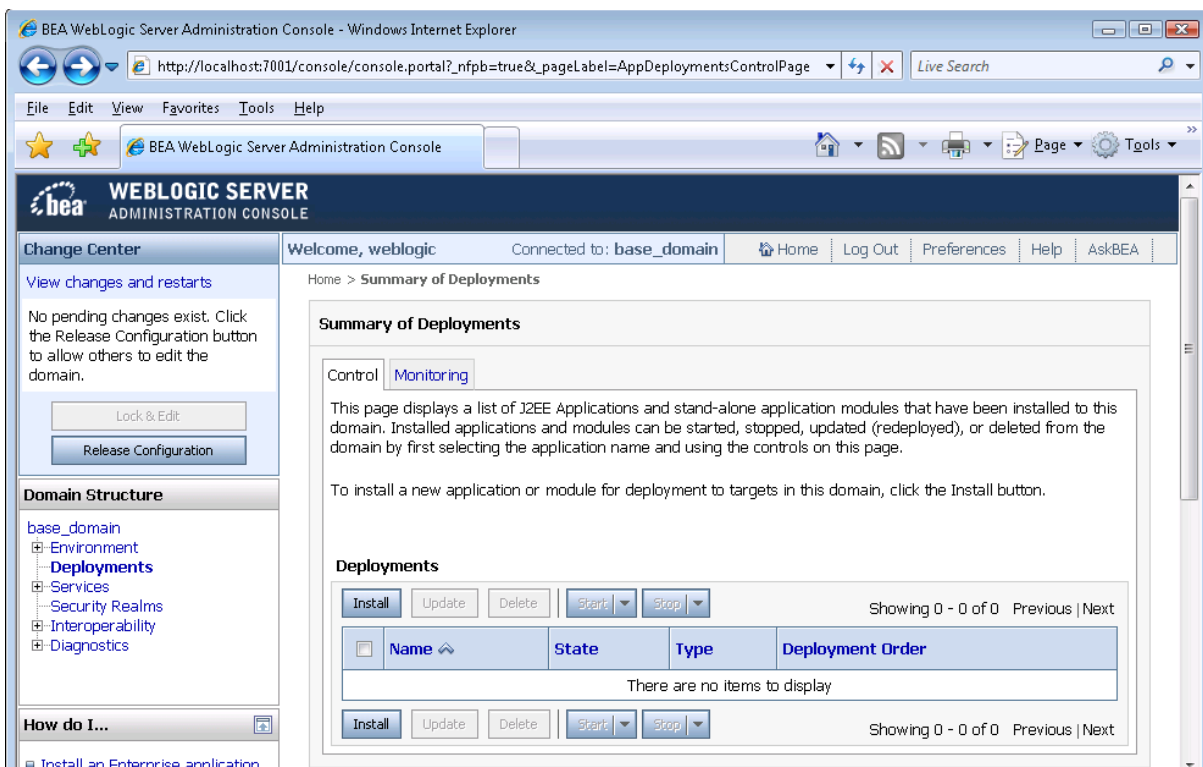 BEA WebLogic Server Administration Console - Windows Internet Explorer
http://localhost:7001/console/console.portal?_nfpb=true&_pageLabel=AppDeploymentsControlPage
Live Search
File Edit View Favorites Tools Help
BEA WebLogic Server Administration Console
Page Tools
bea WEBLOGIC SERVER
ADMINISTRATION CONSOLE
Change Center
View changes and restarts
No pending changes exist. Click
the Release Configuration button
to allow others to edit the
domain.
Lock & Edit
Release Configuration
Domain Structure
base_domain
Environment
Deployments
Services
Security Realms
Interoperability
Diagnostics
How do I...
Install an Enterprise application
Welcome, weblogic Connected to: base_domain Home Log Out Preferences Help AskBEA
Home > Summary of Deployments
Summary of Deployments
Control Monitoring
This page displays a list of J2EE Applications and stand-alone application modules that have been installed to this
domain. Installed applications and modules can be started, stopped, updated (redeployed), or deleted from the
domain by first selecting the application name and using the controls on this page.
To install a new application or module for deployment to targets in this domain, click the Install button.
Deployments
Install Update Delete Start Stop Showing 0 - 0 of 0 Previous | Next
Name State Type Deployment Order
There are no items to display
Install Update Delete Start Stop Showing 0 - 0 of 0 Previous | Next